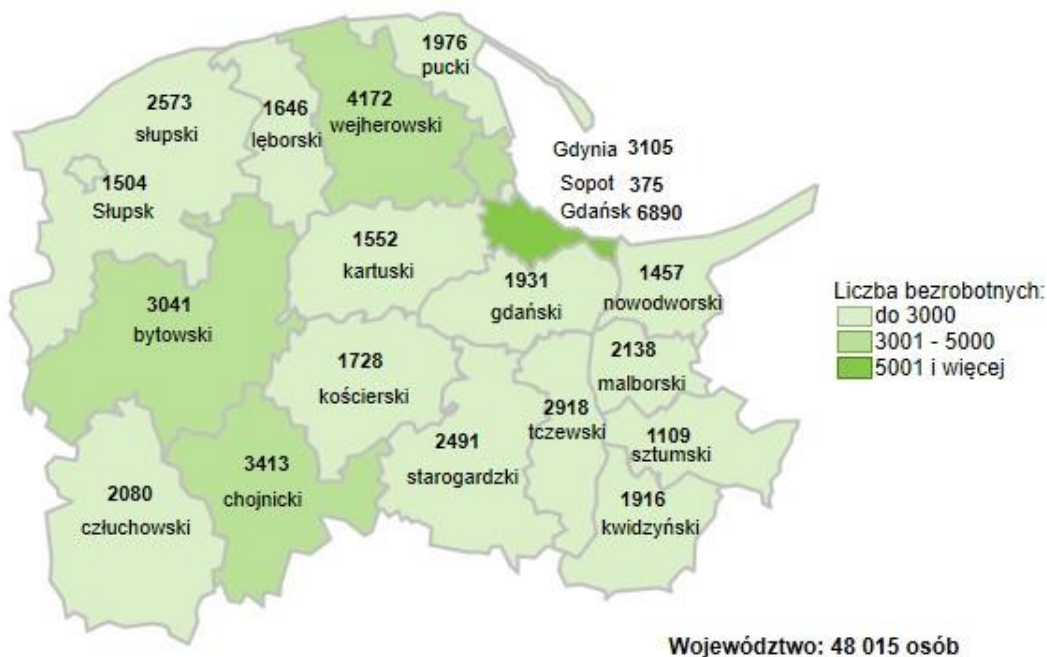 1976
pucki
2573
słupski
1646
lęborski
4172
wejherowski
Gdynia 3105
Sopot 375
Gdańsk 6890
1504
Słupsk
1552
kartuski
1931
gdański
1457
nowodworski
3041
bytowski
1728
kościerski
2138
malborski
2918
tczewski
2491
starogardzki
1109
sztumski
3413
chojnicki
2080
człuchowski
1916
kwidzyński
Liczba bezrobotnych:
do 3000
3001 - 5000
5001 i więcej
Województwo: 48 015 osób